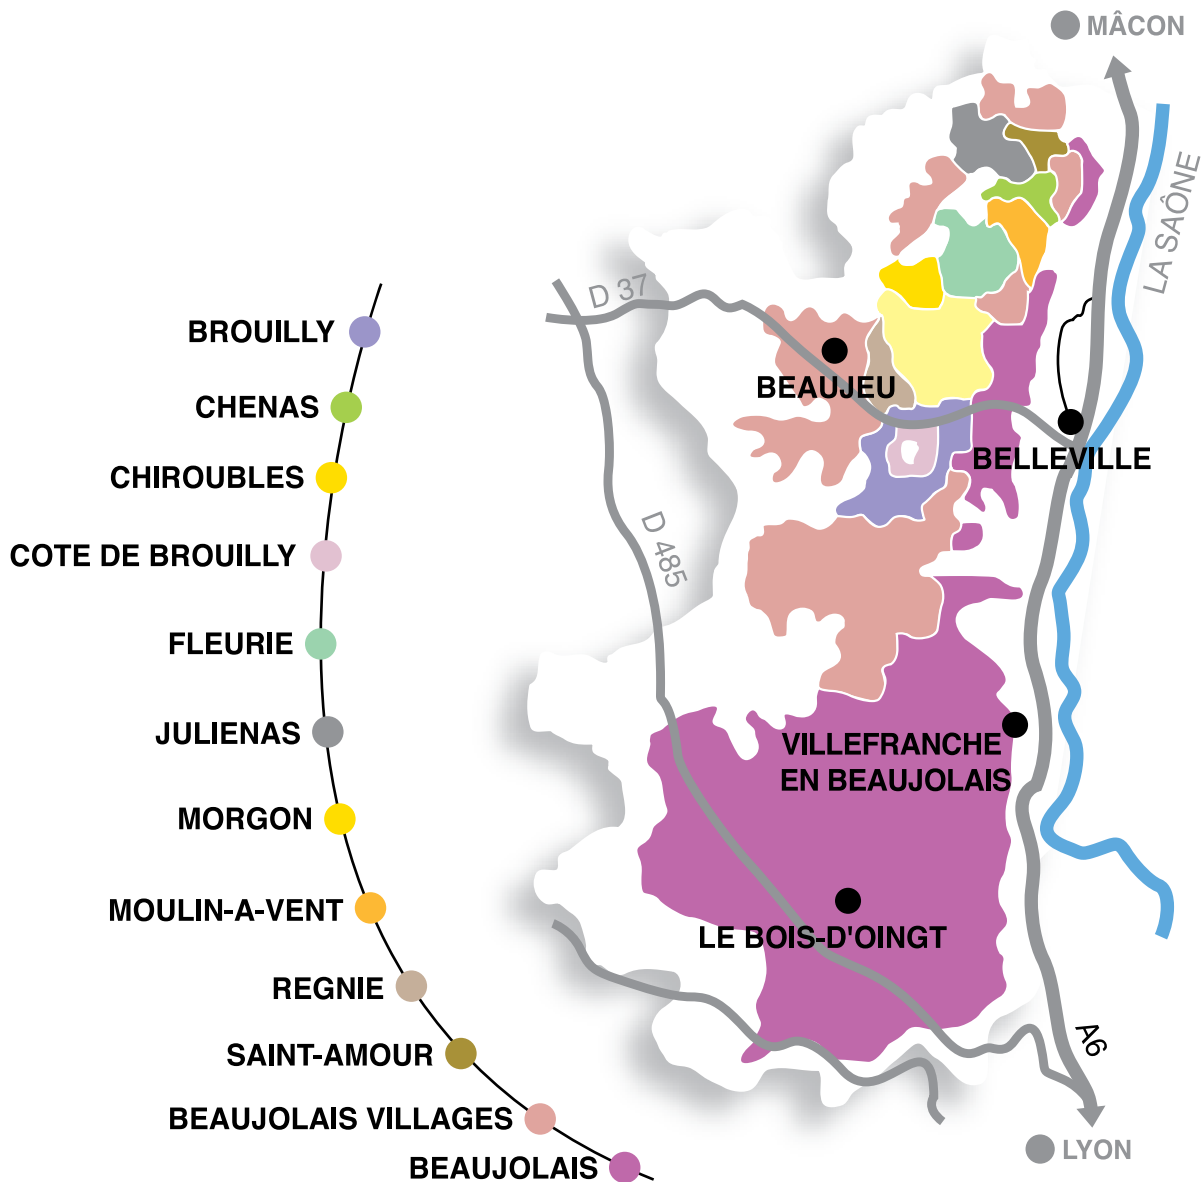 MÂCON
LA SAÔNE
D 37
BROUILLY
BEAUJEU
CHENAS
BELLEVILLE
CHIROUBLES
D 485
COTE DE BROUILLY
FLEURIE
JULIENAS
VILLEFRANCHE
EN BEAUJOLAIS
MORGON
MOULIN-A-VENT
LE BOIS-D'OINGT
REGNIE
A6
SAINT-AMOUR
BEAUJOLAIS VILLAGES
LYON
BEAUJOLAIS